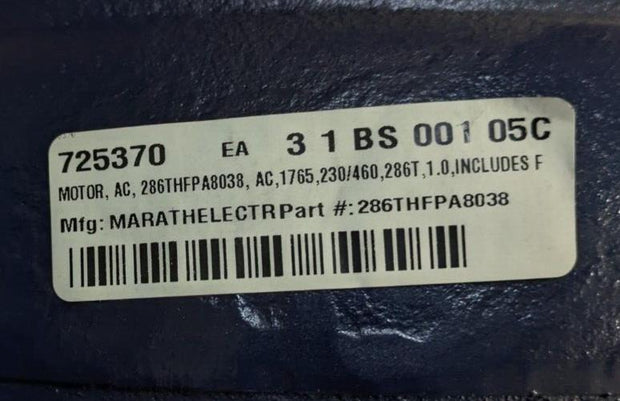 725370 EA 3 1 BS 001 05C
MOTOR, AC, 286THFPA8038, AC,1765,230/460,286T,1.0,INCLUDES F
Mfg: MARATHELECTR Part #: 286THFPA8038